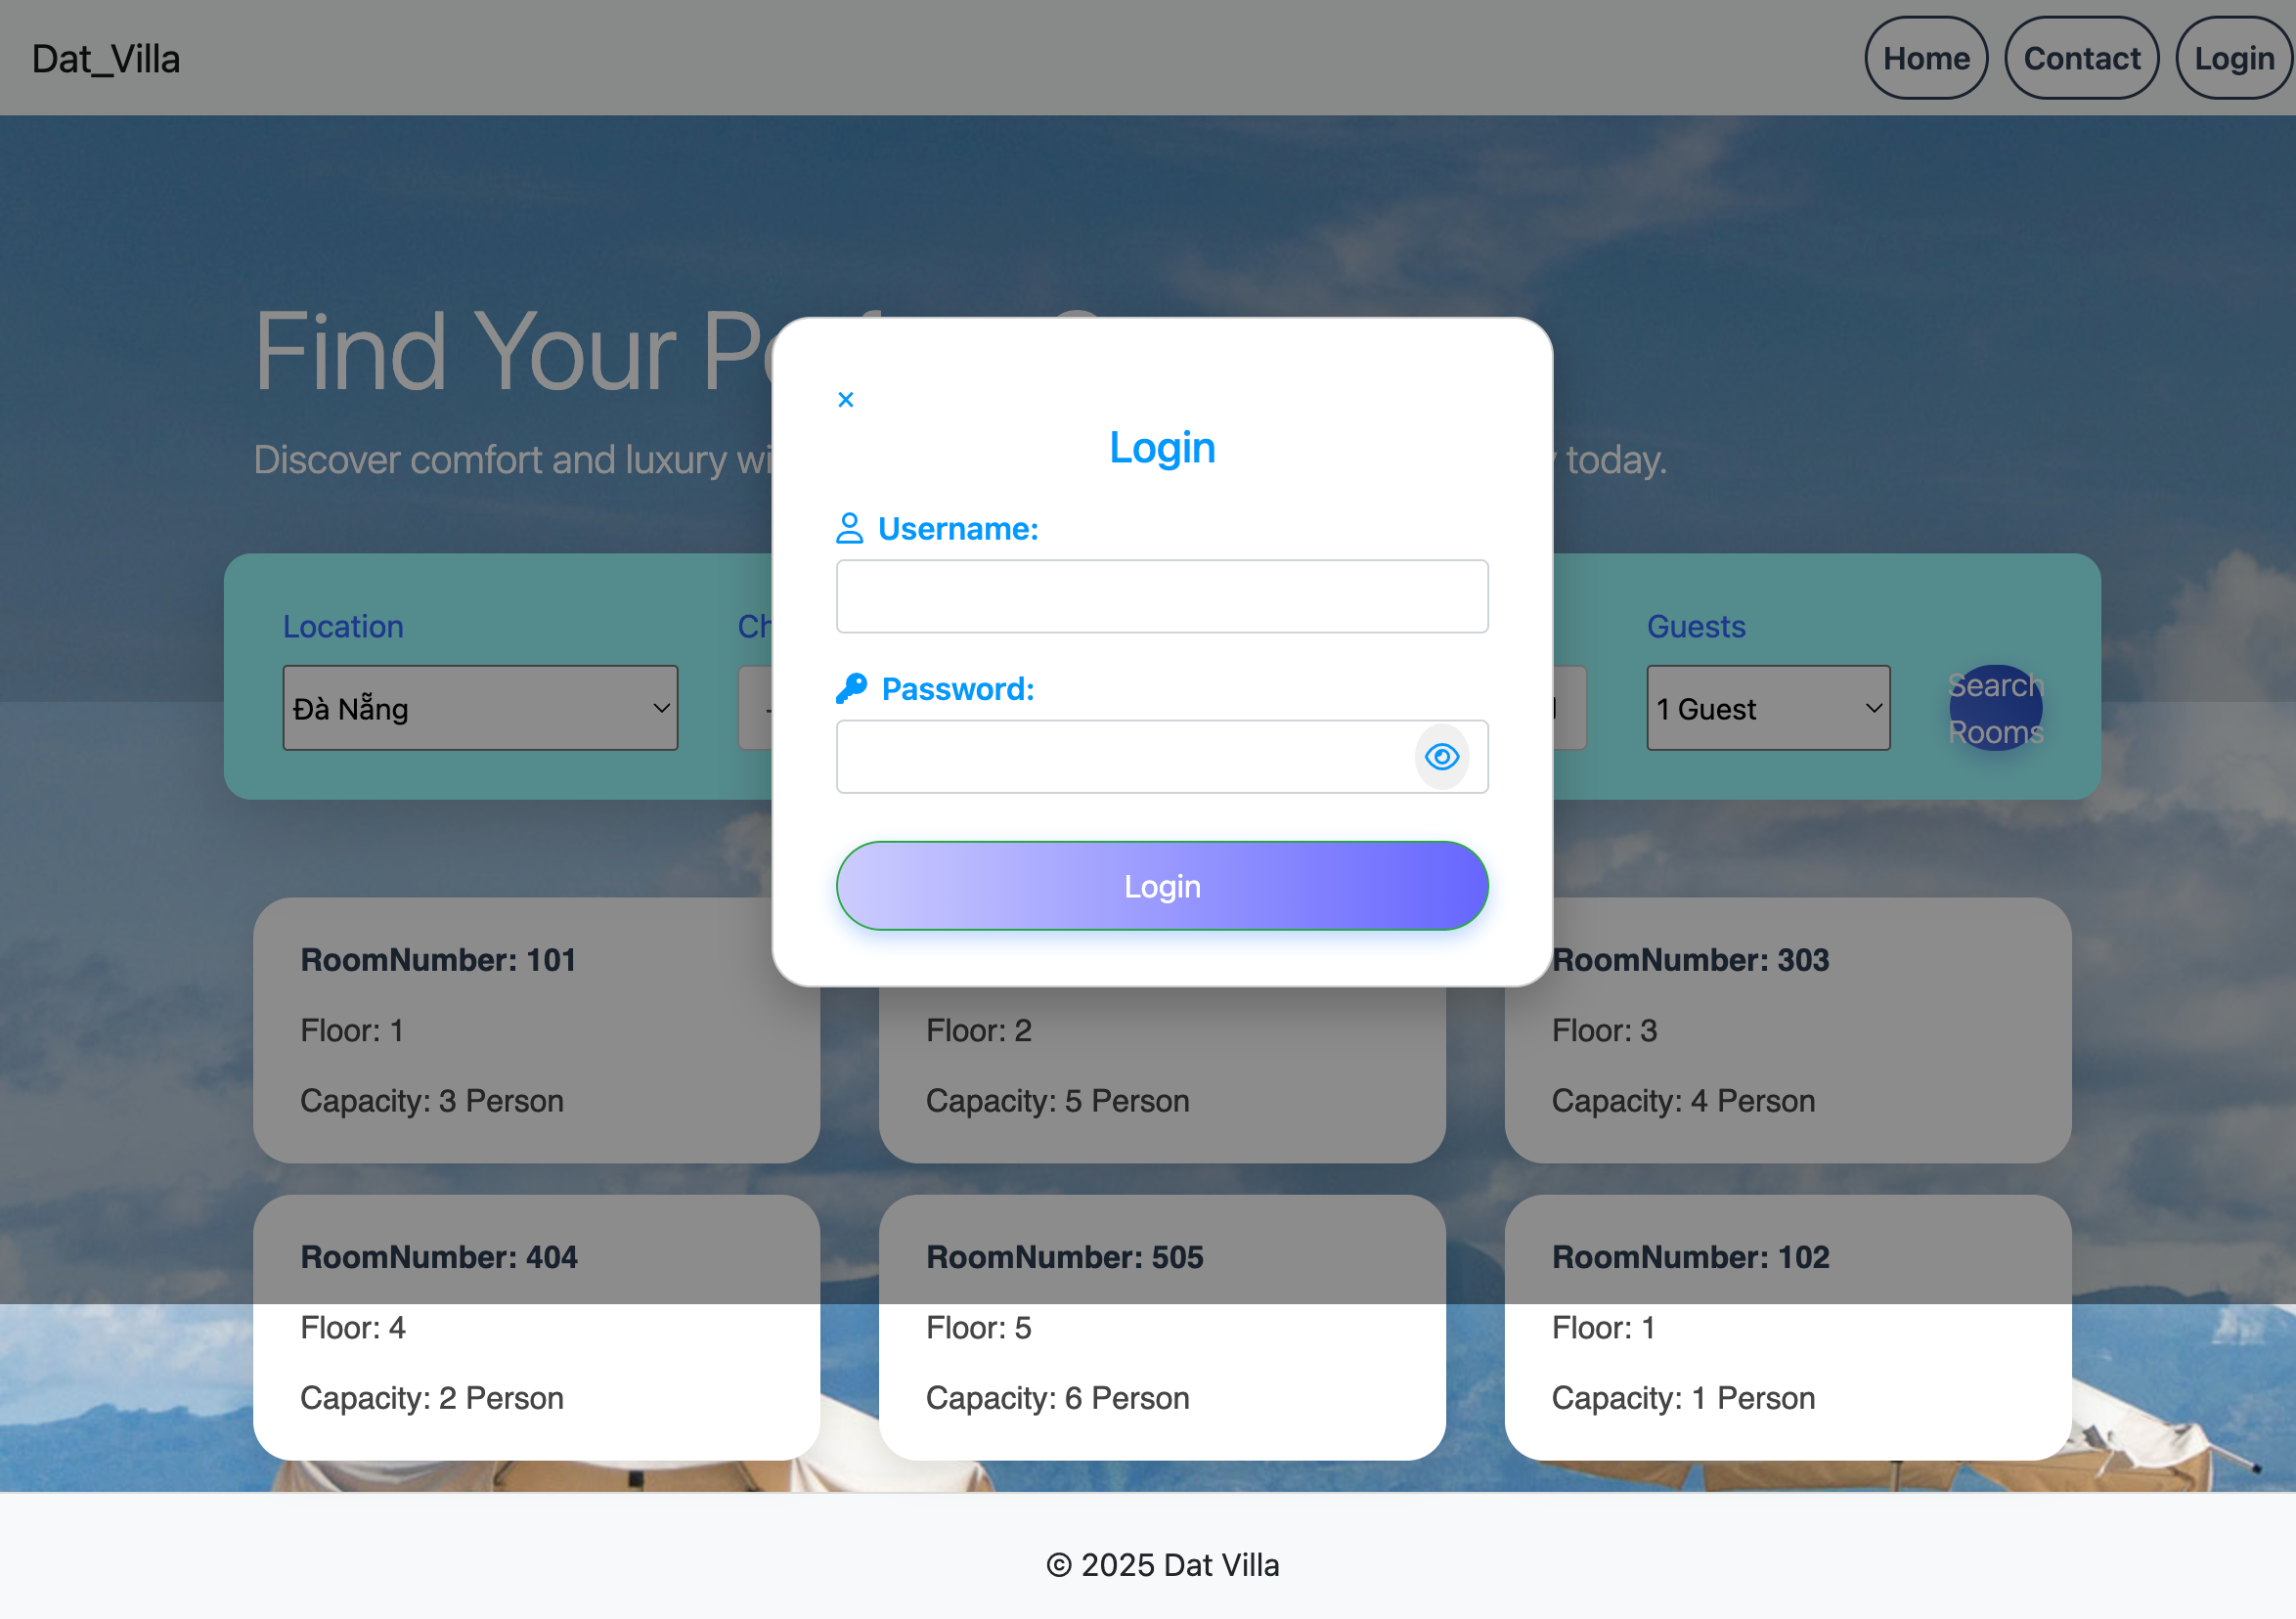 Dat_Villa
Home Contact Login
Find Your
Discover comfort and luxury today.
×
Login
Username:
Password:
Login
Location
Guests
Đà Nẵng
1 Guest
Search
Rooms
RoomNumber: 101
Floor: 1
Capacity: 3 Person
Floor: 2
Capacity: 5 Person
RoomNumber: 303
Floor: 3
Capacity: 4 Person
RoomNumber: 404
Floor: 4
Capacity: 2 Person
RoomNumber: 505
Floor: 5
Capacity: 6 Person
RoomNumber: 102
Floor: 1
Capacity: 1 Person
© 2025 Dat Villa